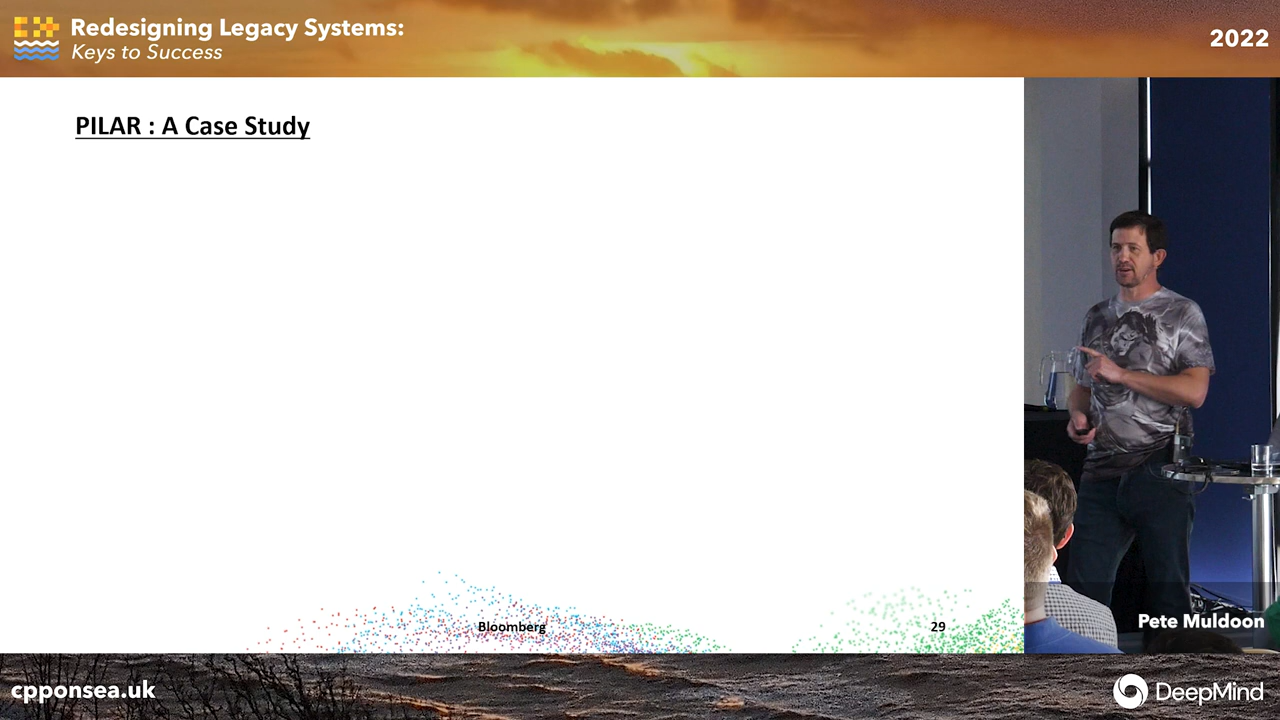 Redesigning Legacy Systems:
Keys to Success
2022
PILAR : A Case Study
Bloomberg
29
Pete Muldoon
cpponsea.uk
DeepMind